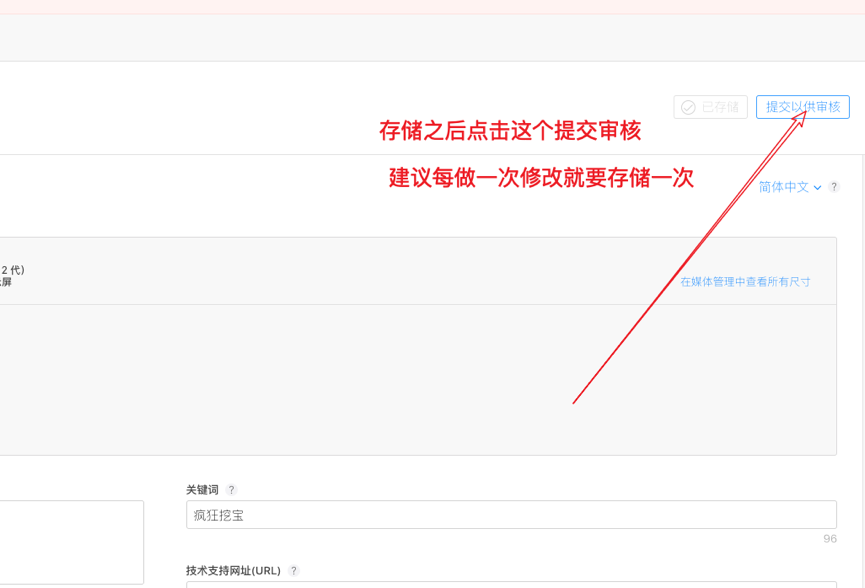 已存储
提交以供审核
存储之后点击这个提交审核
建议每做一次修改就要存储一次
简体中文 ?
2 代)
屏
在媒体管理中查看所有尺寸
关键词 ?
疯狂挖宝
96
技术支持网址(URL) ?